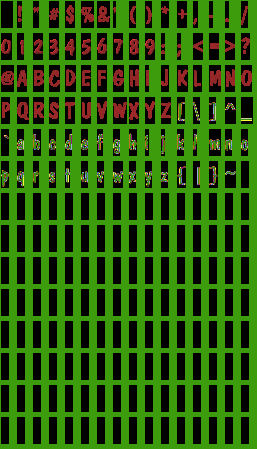 ! " # $ % & ' ( ) * + , - . /
0 1 2 3 4 5 6 7 8 9 : ; < = > ?
@ A B C D E F G H I J K L M N O
P Q R S T U V W X Y Z [ \ ] ^ _
` a b c d e f g h i j k l m n o
p q r s t u v w x y z { | } ~